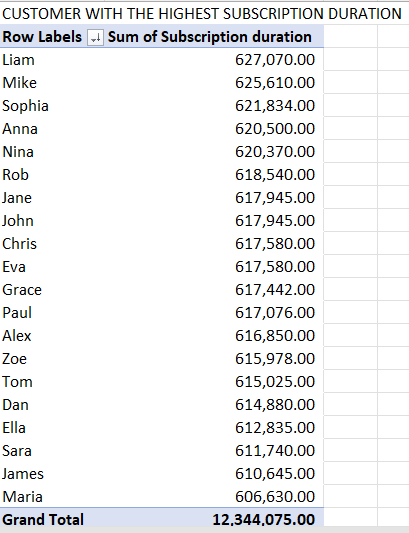 CUSTOMER WITH THE HIGHEST SUBSCRIPTION DURATION
Row Labels Sum of Subscription duration
Liam 627,070.00
Mike 625,610.00
Sophia 621,834.00
Anna 620,500.00
Nina 620,370.00
Rob 618,540.00
Jane 617,945.00
John 617,945.00
Chris 617,580.00
Eva 617,580.00
Grace 617,442.00
Paul 617,076.00
Alex 616,850.00
Zoe 615,978.00
Tom 615,025.00
Dan 614,880.00
Ella 612,835.00
Sara 611,740.00
James 610,645.00
Maria 606,630.00
Grand Total 12,344,075.00